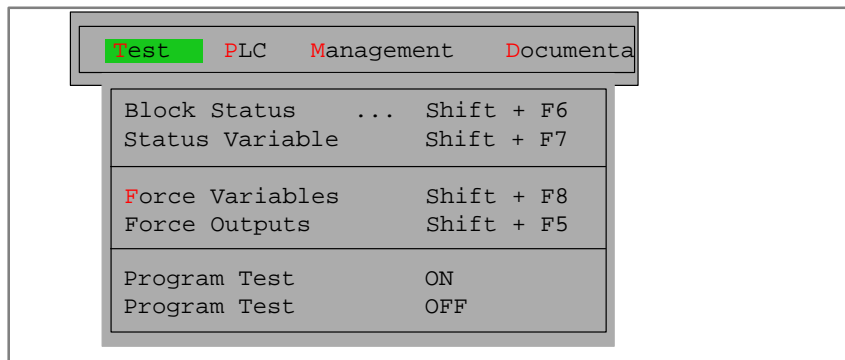 Test PLC Management Documenta
Block Status ... Shift + F6
Status Variable Shift + F7
Force Variables Shift + F8
Force Outputs Shift + F5
Program Test ON
Program Test OFF